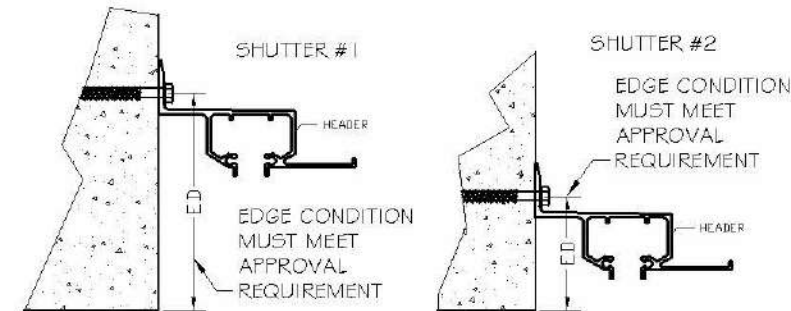 SHUTTER #1
HEADER
ED
EDGE CONDITION
MUST MEET
APPROVAL
REQUIREMENT
SHUTTER #2
EDGE CONDITION
MUST MEET
APPROVAL
REQUIREMENT
HEADER
ED